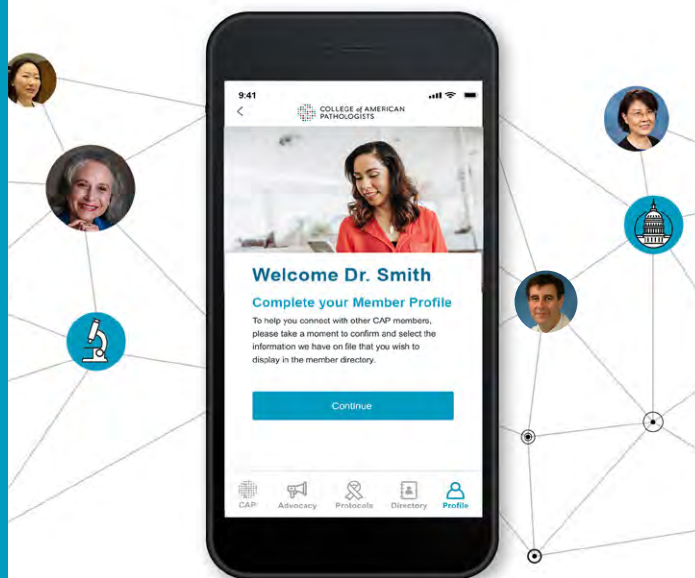 9:41
COLLEGE of AMERICAN
PATHOLOGISTS
Welcome Dr. Smith
Complete your Member Profile
To help you connect with other CAP members,
please take a moment to confirm and select the
information we have on file that you wish to
display in the member directory.
Continue
CAP Advocacy Protocols Directory Profile